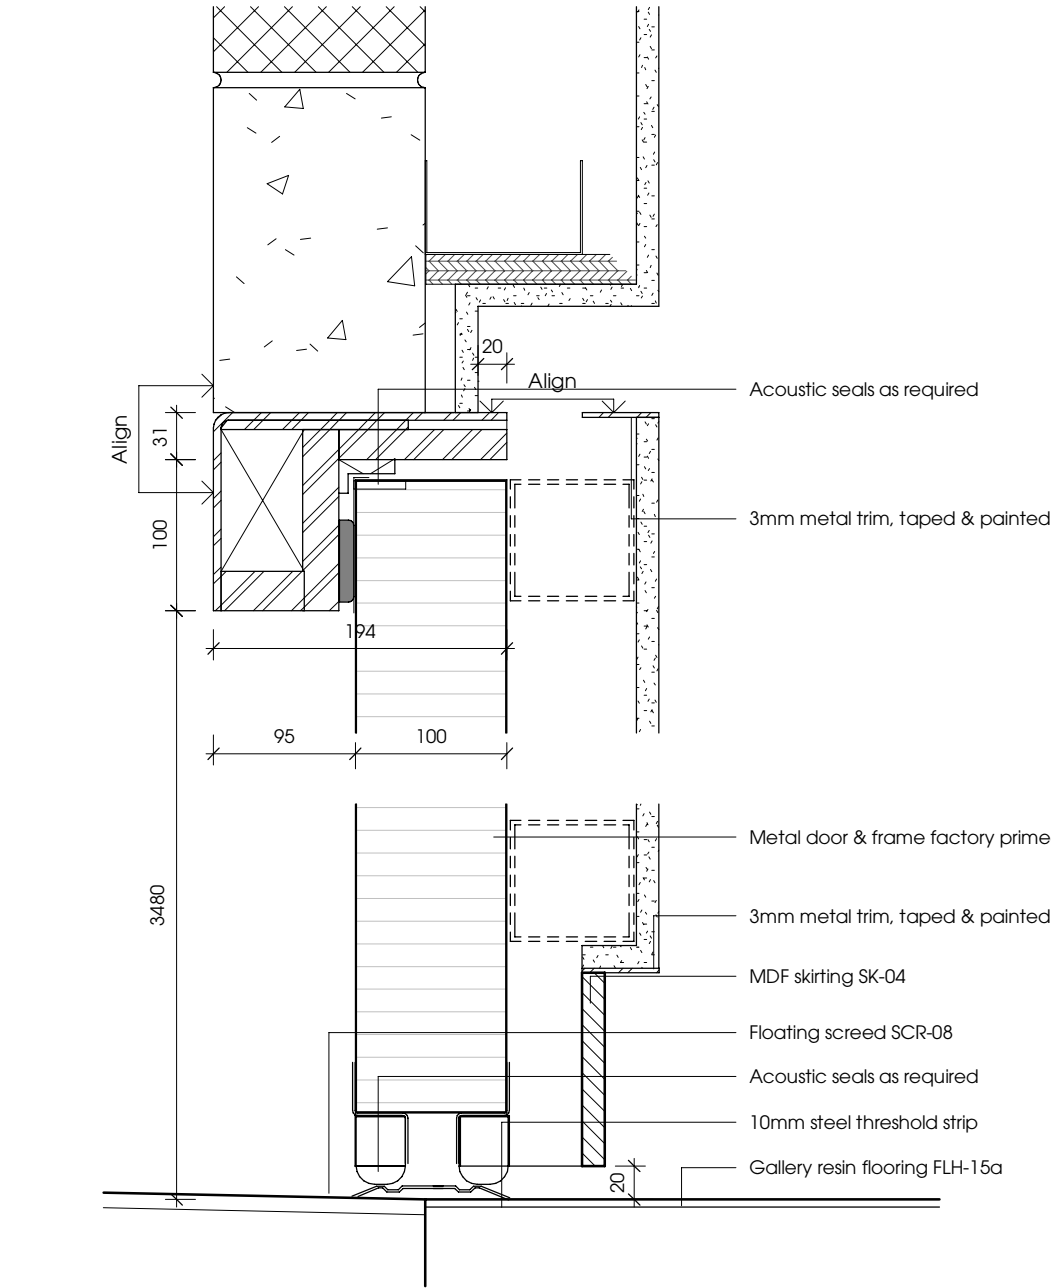 20
Align
Acoustic seals as required
Align
31
3mm metal trim, taped & painted
100
194
95
100
Metal door & frame factory prime
3480
3mm metal trim, taped & painted
MDF skirting SK-04
Floating screed SCR-08
Acoustic seals as required
10mm steel threshold strip
Gallery resin flooring FLH-15a
20